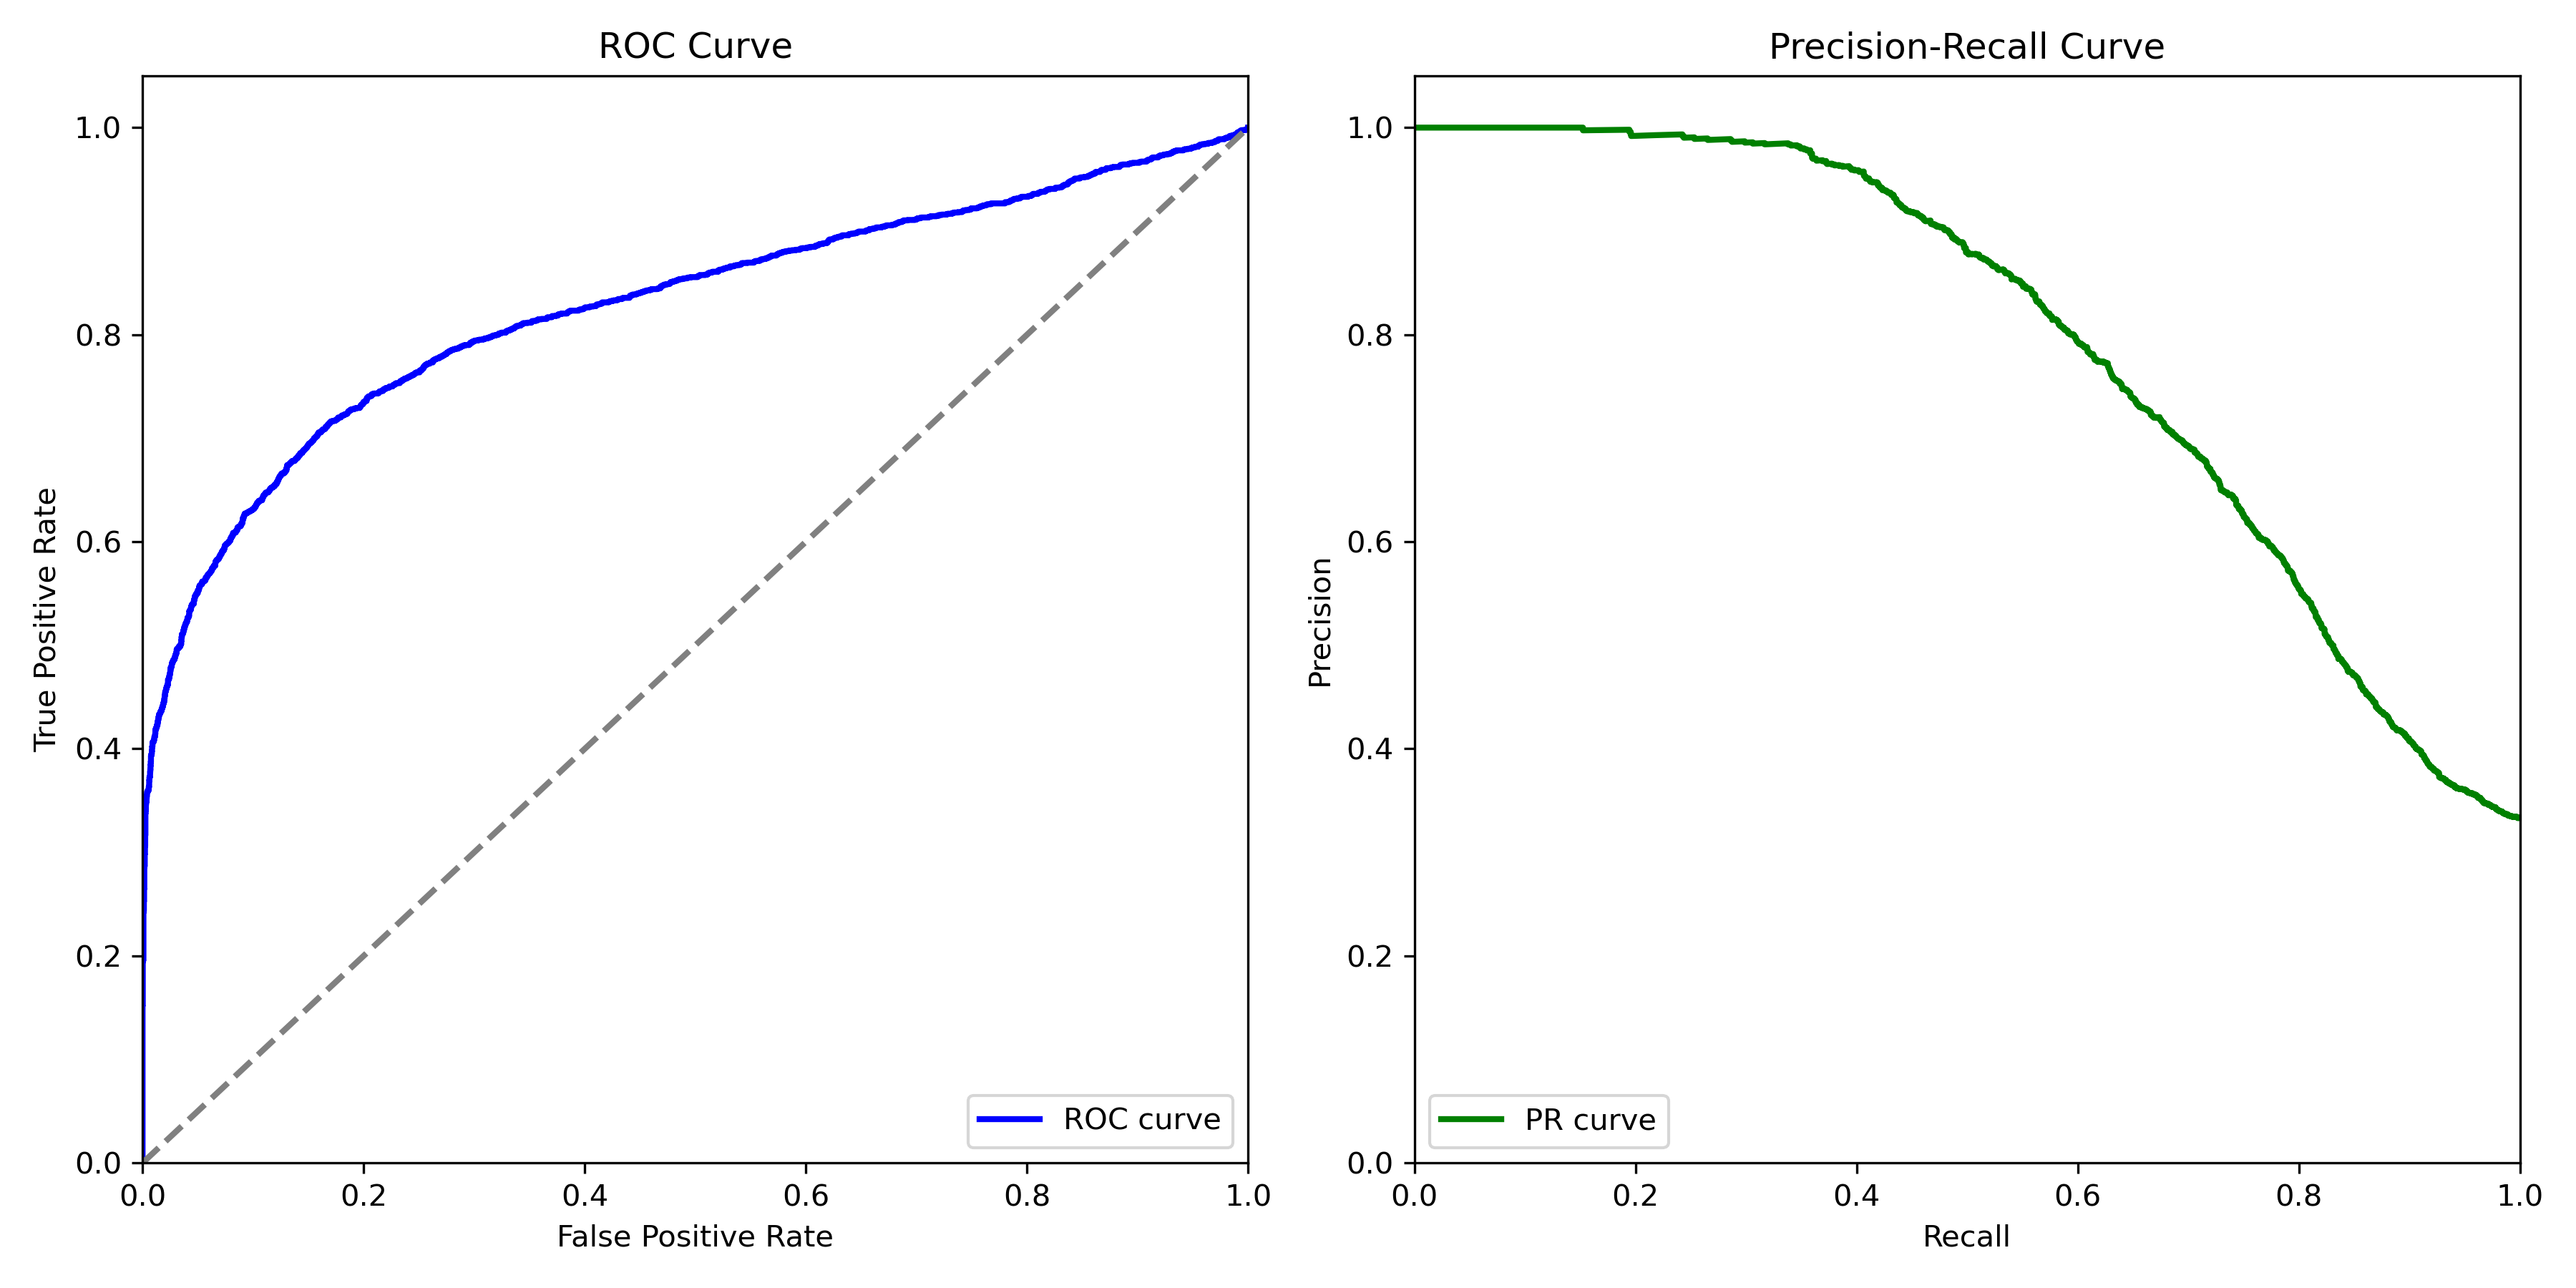 ROC Curve
True Positive Rate
1.0
0.8
0.6
0.4
0.2
0.0
ROC curve
0.0 0.2 0.4 0.6 0.8 1.0
False Positive Rate
Precision-Recall Curve
Precision
1.0
0.8
0.6
0.4
0.2
0.0
PR curve
0.0 0.2 0.4 0.6 0.8 1.0
Recall